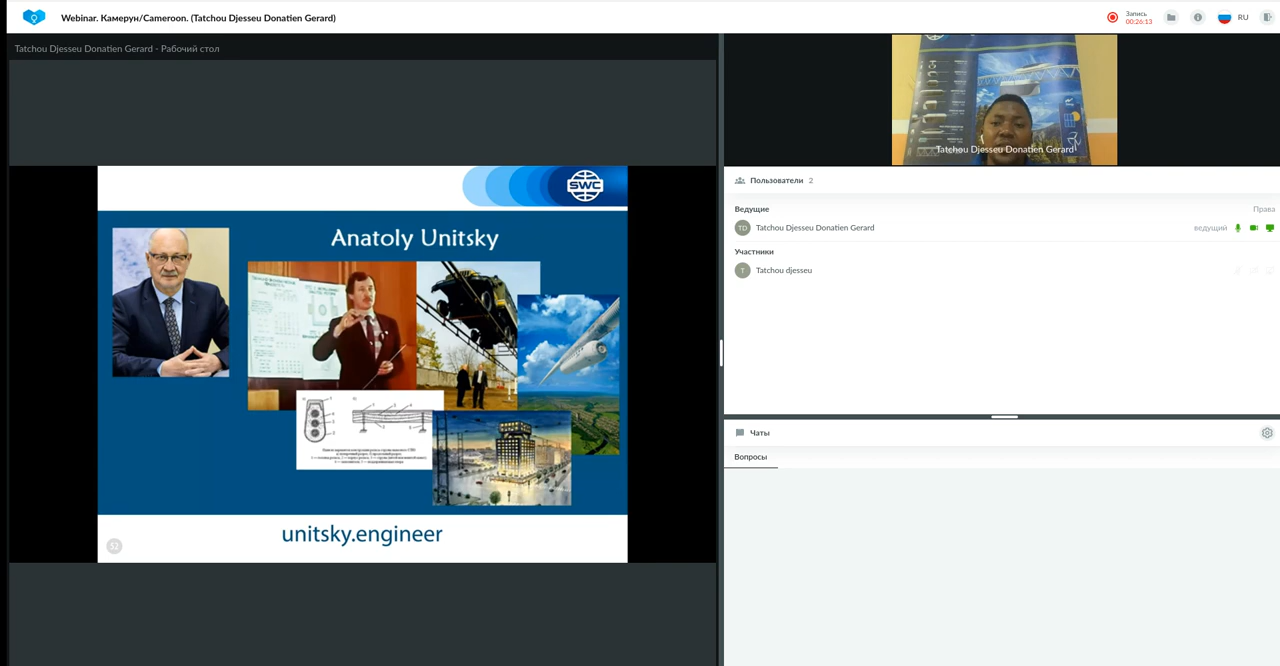 Webinar. Камерун/Cameroon. (Tatchou Djesseu Donatien Gerard)
Запись
00:26:13
RU
Tatchou Djesseu Donatien Gerard - Рабочий стол
SWC
Anatoly Unitsky
unitsky.engineer
52
Tatchou Djesseu Donatien Gerard
Пользователи 2
Ведущие Права
TD Tatchou Djesseu Donatien Gerard ведущий
Участники
T Tatchou djesseu
Чаты
Вопросы